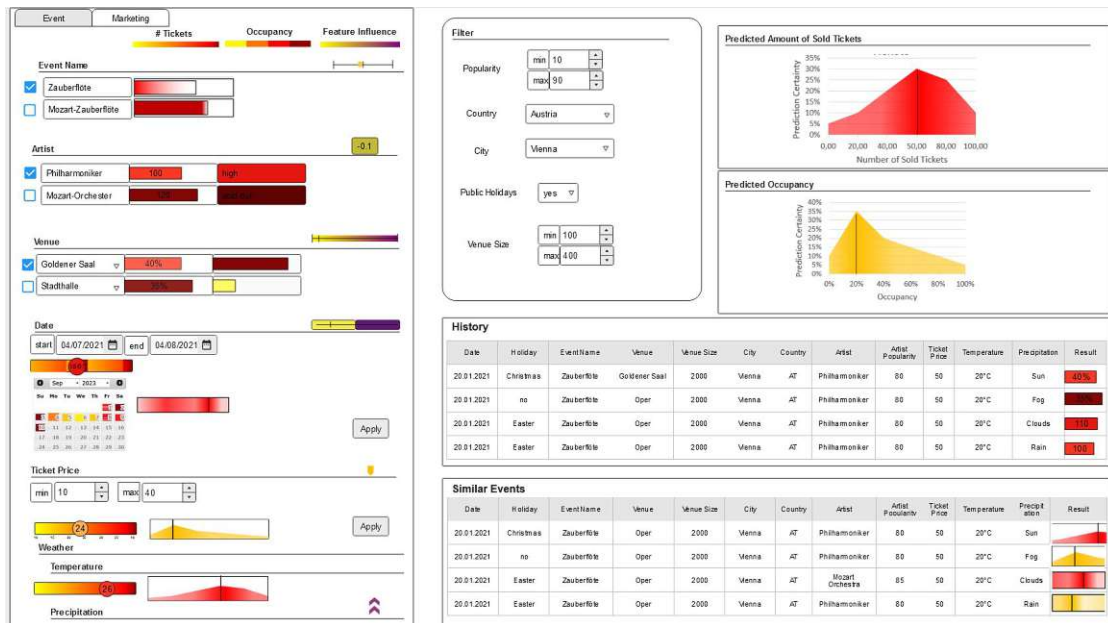 Event Marketing
# Tickets Occupancy Feature Influence
Event Name
Zauberflöte
Mozart-Zauberflöte
Artist -0.1
Philharmoniker 100 high
Mozart-Orchester 120
Venue
Goldener Saal 40%
Stadthalle 35%
Date
start 04/07/2021 end 04/08/2021
Sep 2023
Su Mo Tu We Th Fr Sa
11 12 13 14 15 16
17 18 19 20 21 22 23
24 25 26 27 28 29 30
Apply
Ticket Price
min 10 max 40
24
Apply
Weather
Temperature
26
Precipitation
Filter
Popularity min 10
max 90
Country Austria
City Vienna
Public Holidays yes
Venue Size min 100
max 400
Predicted Amount of Sold Tickets
Prediction Certainty
35%
30%
25%
20%
15%
10%
5%
0%
0,00 20,00 40,00 60,00 80,00 100,00
Number of Sold Tickets
Predicted Occupancy
Prediction Certainty
40%
35%
30%
25%
20%
15%
10%
5%
0%
0% 20% 40% 60% 80% 100%
Occupancy
History
Date Holiday EventName Venue Venue Size City Country Artist Artist Popularity Ticket Price Temperature Precipitation Result
20.01.2021 Christmas Zauberflöte Goldener Saal 2000 Vienna AT Philharmoniker 80 50 20°C Sun 40%
20.01.2021 no Zauberflöte Oper 2000 Vienna AT Philharmoniker 80 50 20°C Fog
20.01.2021 Easter Zauberflöte Oper 2000 Vienna AT Philharmoniker 80 50 20°C Clouds 110
20.01.2021 Easter Zauberflöte Oper 2000 Vienna AT Philharmoniker 80 50 20°C Rain 100
Similar Events
Date Holiday EventName Venue Venue Size City Country Artist Artist Popularity Ticket Price Temperature Precipitation Result
20.01.2021 Christmas Zauberflöte Oper 2000 Vienna AT Philharmoniker 80 50 20°C Sun
20.01.2021 no Zauberflöte Oper 2000 Vienna AT Philharmoniker 80 50 20°C Fog
20.01.2021 Easter Zauberflöte Oper 2000 Vienna AT Mozart Orchestra 85 50 20°C Clouds
20.01.2021 Easter Zauberflöte Oper 2000 Vienna AT Philharmoniker 80 50 20°C Rain